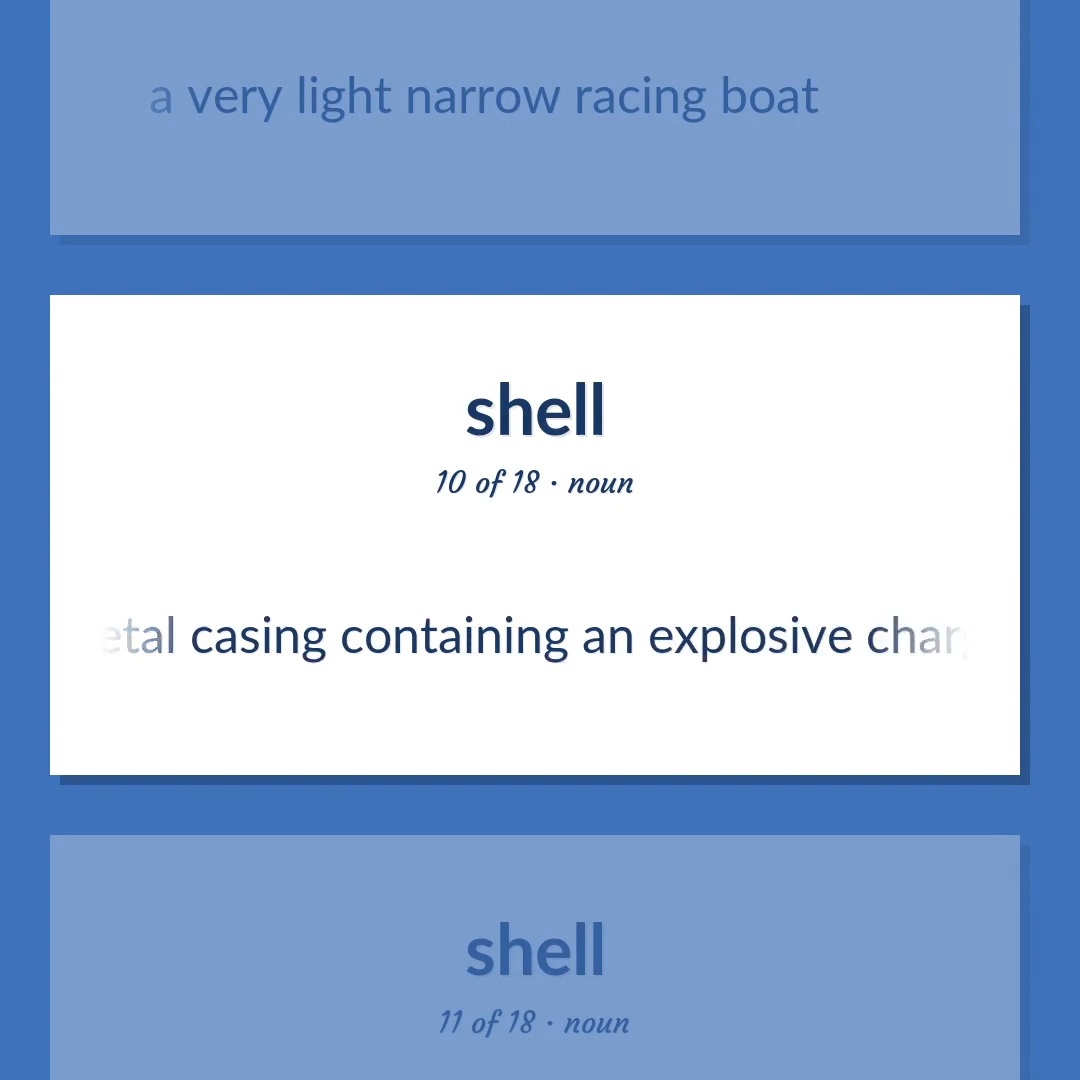 a very light narrow racing boat
shell
10 of 18 · noun
etal casing containing an explosive char
shell
11 of 18 · noun